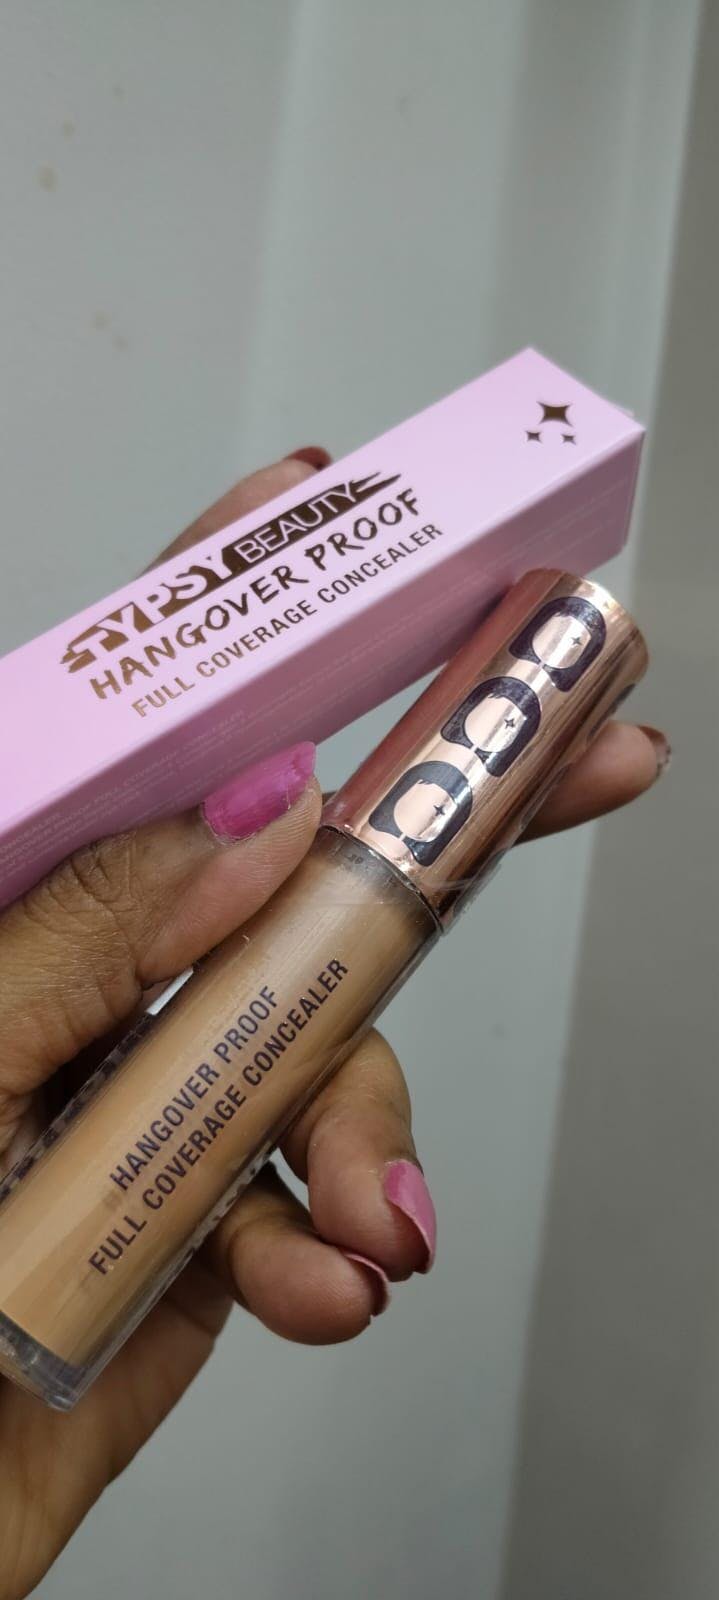 TYPSY BEAUTY
HANGOVER PROOF
FULL COVERAGE CONCEALER
HANGOVER PROOF
FULL COVERAGE CONCEALER